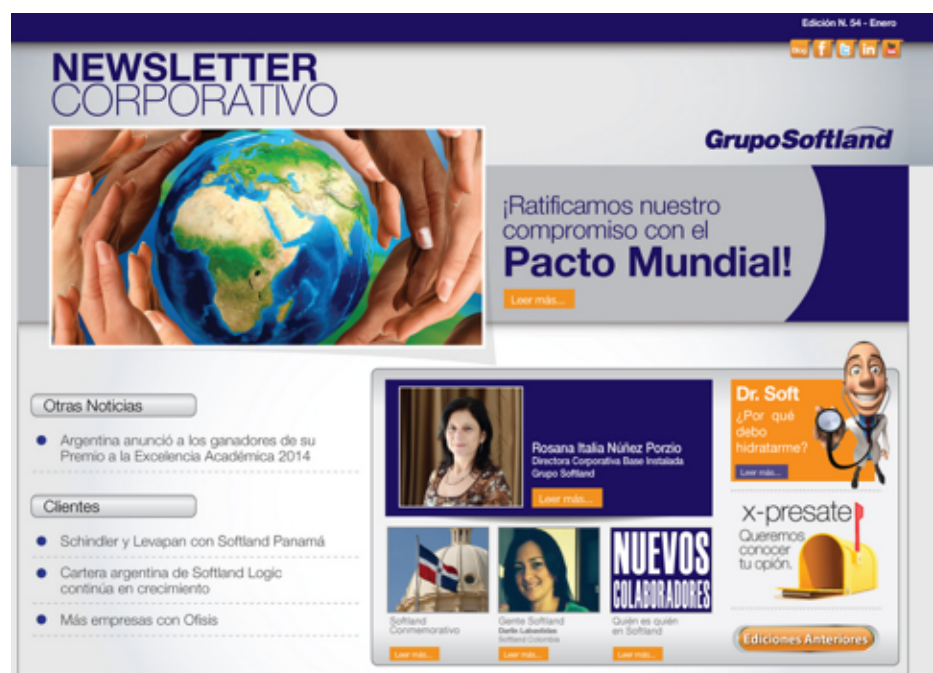 Edición N. 54 - Enero
Blog
NEWSLETTER
CORPORATIVO
GrupoSoftland
¡Ratificamos nuestro
compromiso con el
Pacto Mundial!
Leer más...
Otras Noticias
Argentina anunció a los ganadores de su
Premio a la Excelencia Académica 2014
Clientes
Schindler y Levapan con Softland Panamá
Cartera argentina de Softland Logic
continúa en crecimiento
Más empresas con Ofisis
Rosana Italia Núñez Porzio
Directora Corporativa Base Instalada
Grupo Softland
Leer más...
Softland
Conmemorativo
Leer más...
Gente Softland
Darlin Labastidas
Softland Colombia
Leer más...
NUEVOS
COLABORADORES
Quién es quién
en Softland
Leer más...
Dr. Soft
¿Por qué
debo
hidratarme?
Leer más...
x-presate
Queremos
conocer
tu opión.
Ediciones Anteriores